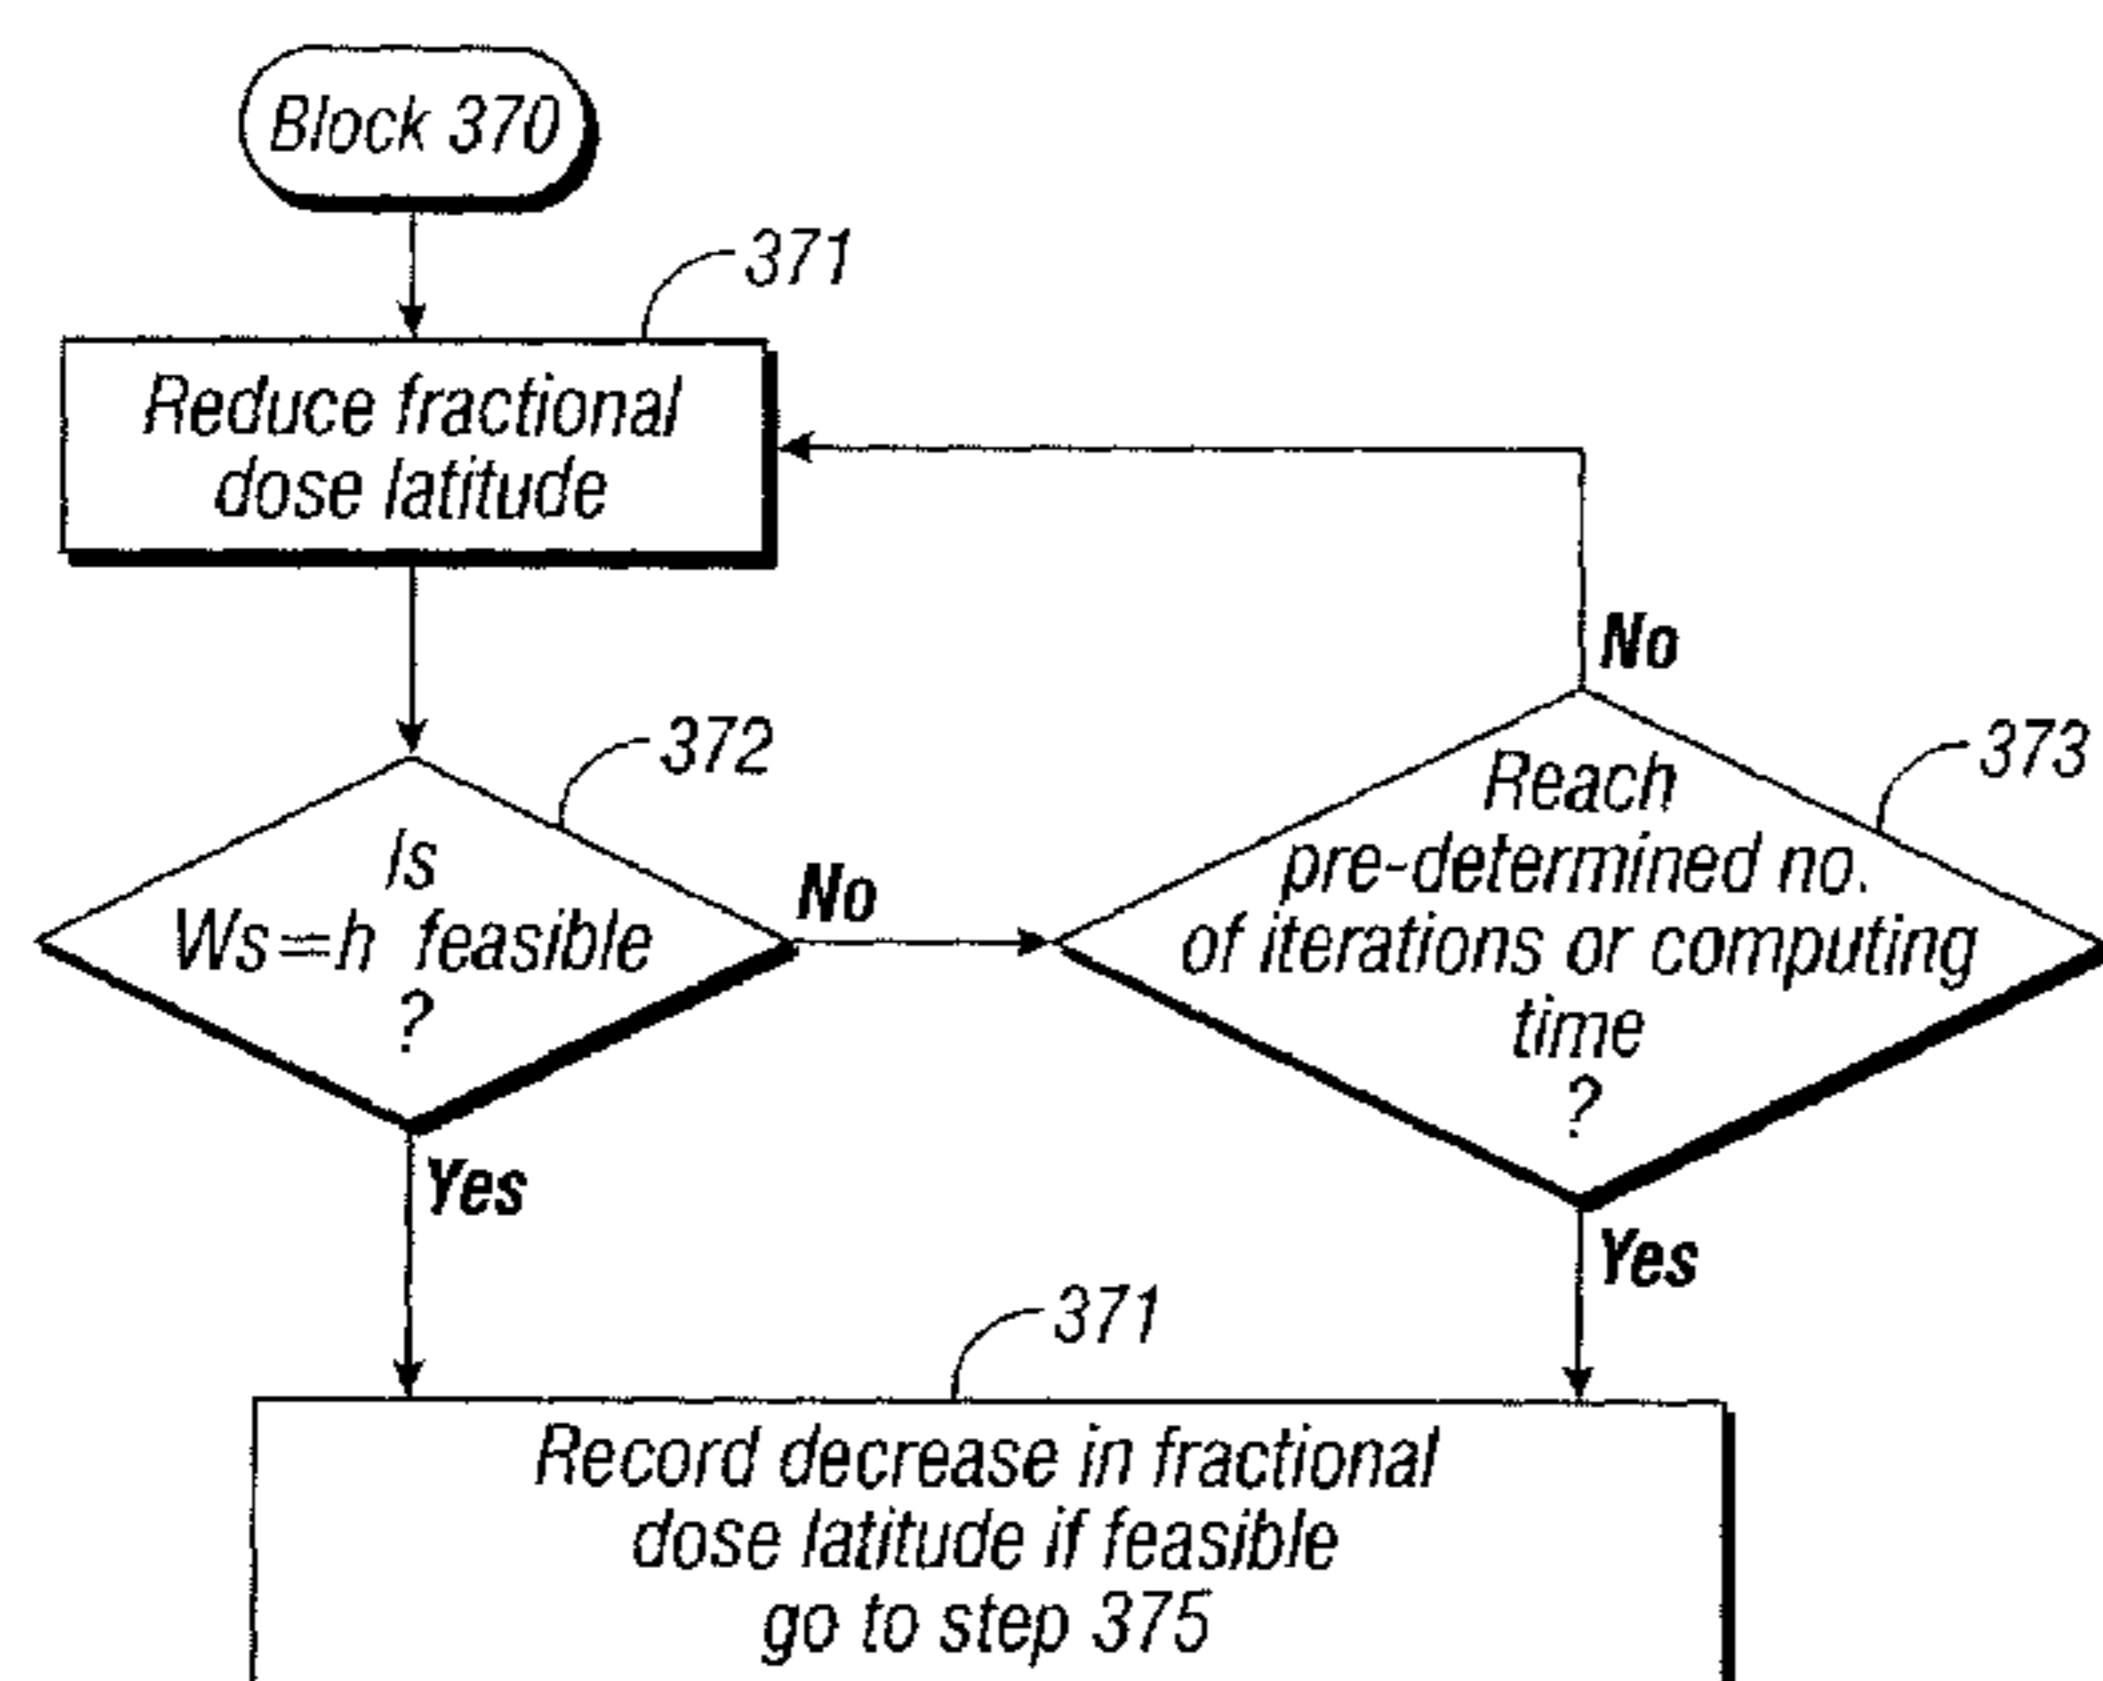 Block 370
371
Reduce fractional
dose latitude
372
Is
Ws=h feasible
?
No
Yes
373
No
Reach
pre-determined no.
of iterations or computing
time
?
Yes
371
Record decrease in fractional
dose latitude if feasible
go to step 375